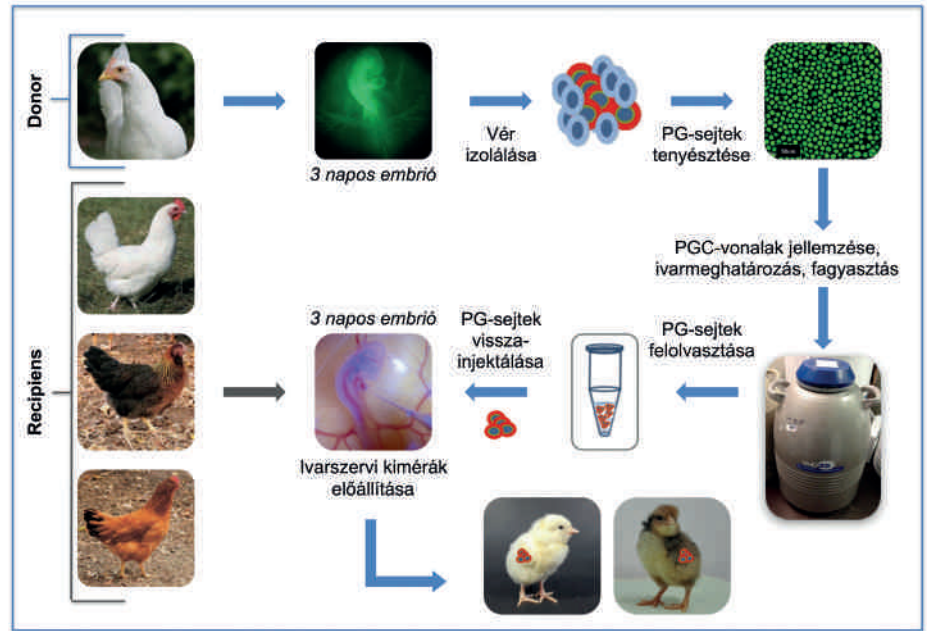 Donor
3 napos embrió
Vér
izolálása
PG-sejtek
tenyésztése
PGC-vonalak jellemzése,
ivarmeghatározás, fagyasztás
PG-sejtek
felolvasztása
PG-sejtek
vissza-
injektálása
3 napos embrió
Ivarszervi kimérák
előállítása
Recipiens